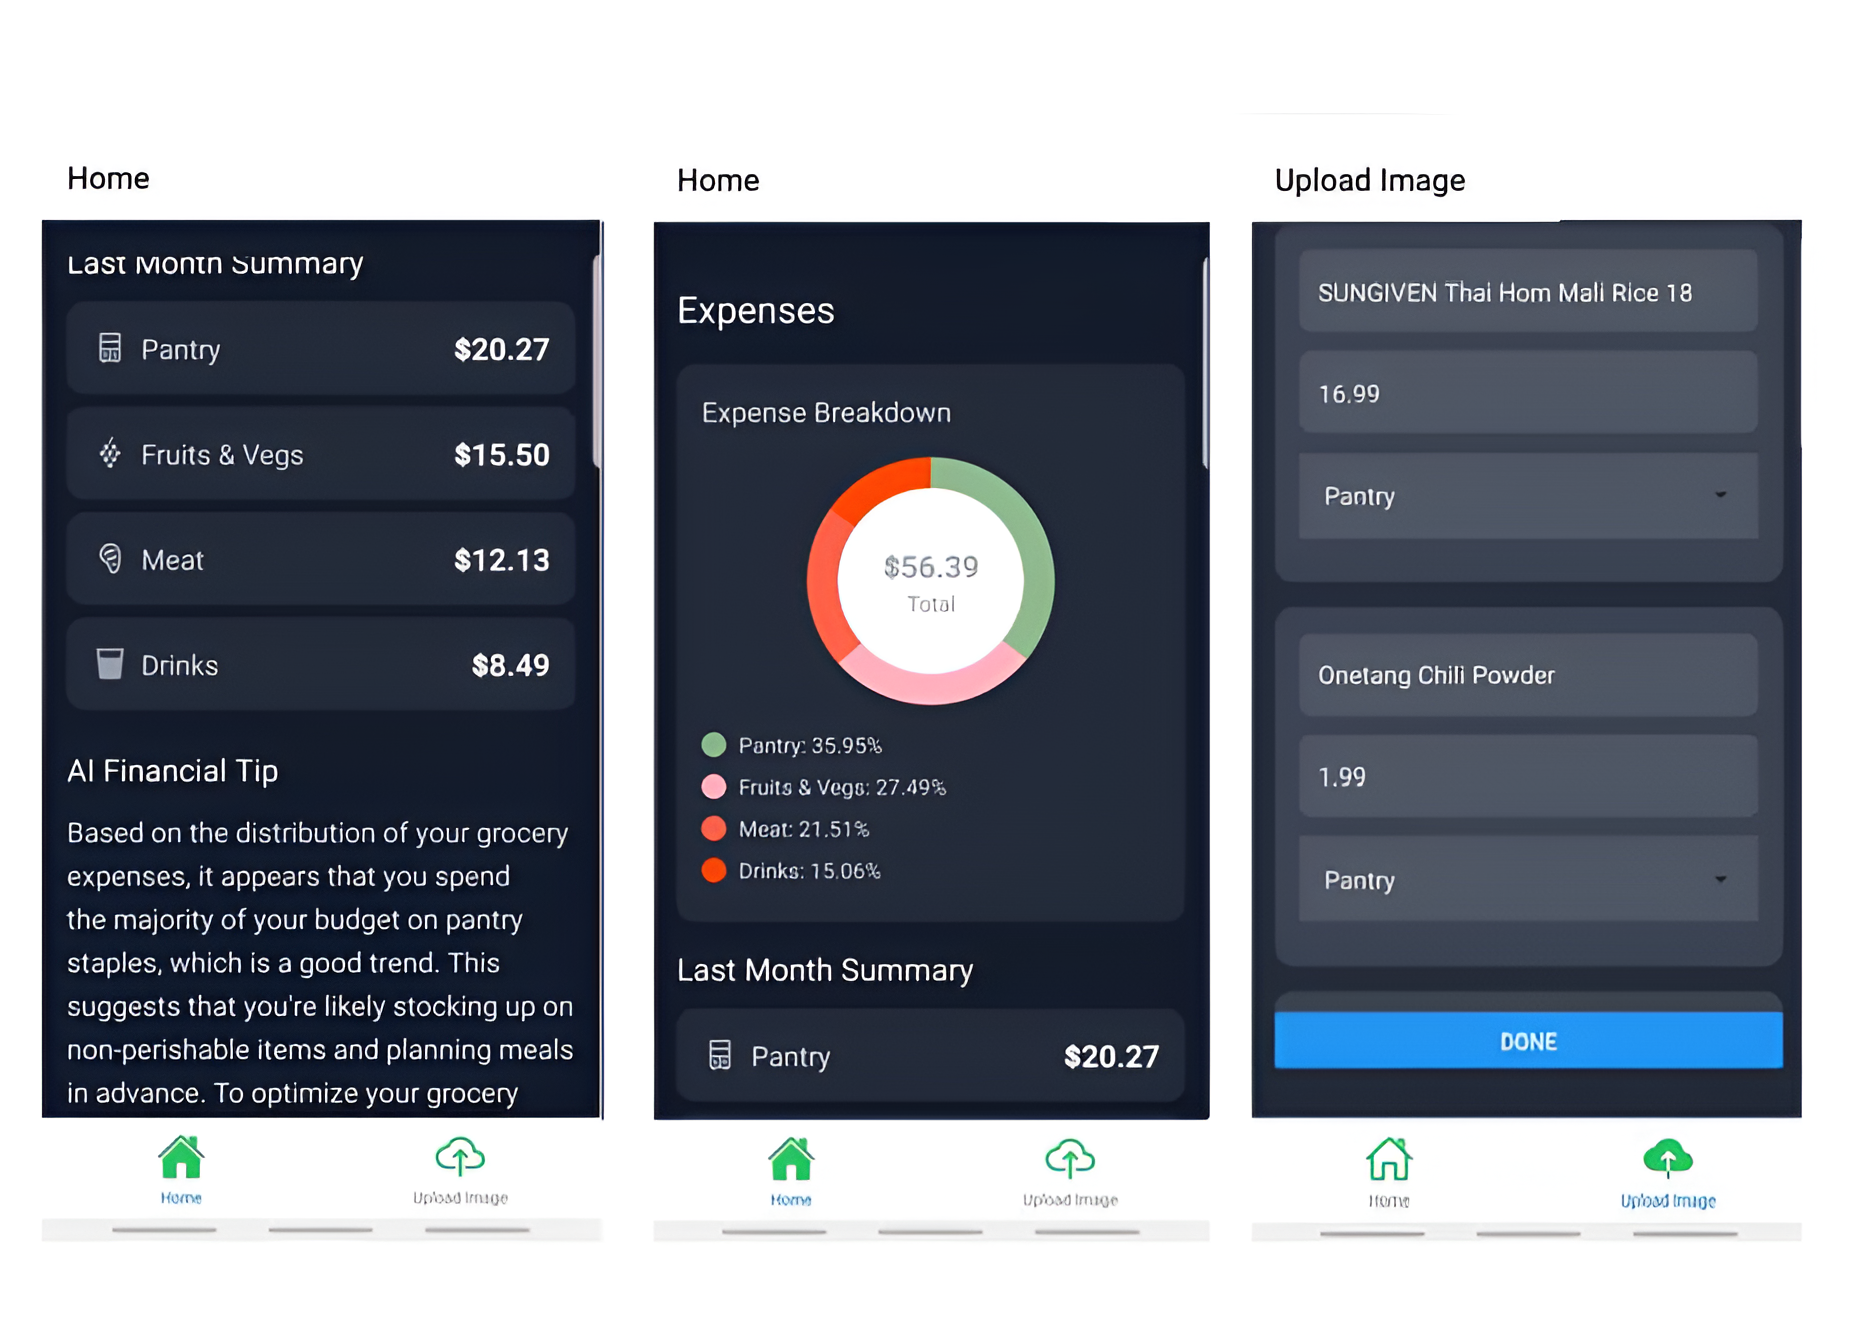 Home
Last Month Summary
Pantry $20.27
Fruits & Vegs $15.50
Meat $12.13
Drinks $8.49
AI Financial Tip
Based on the distribution of your grocery
expenses, it appears that you spend
the majority of your budget on pantry
staples, which is a good trend. This
suggests that you're likely stocking up on
non-perishable items and planning meals
in advance. To optimize your grocery
Home Upload Image
Home
Expenses
Expense Breakdown
$56.39
Total
Pantry: 35.95%
Fruits & Vegs: 27.49%
Meat: 21.51%
Drinks: 15.06%
Last Month Summary
Pantry $20.27
Home Upload Image
Upload Image
SUNGIVEN Thai Hom Mali Rice 18
16.99
Pantry
Onetang Chili Powder
1.99
Pantry
DONE
Home Upload Image